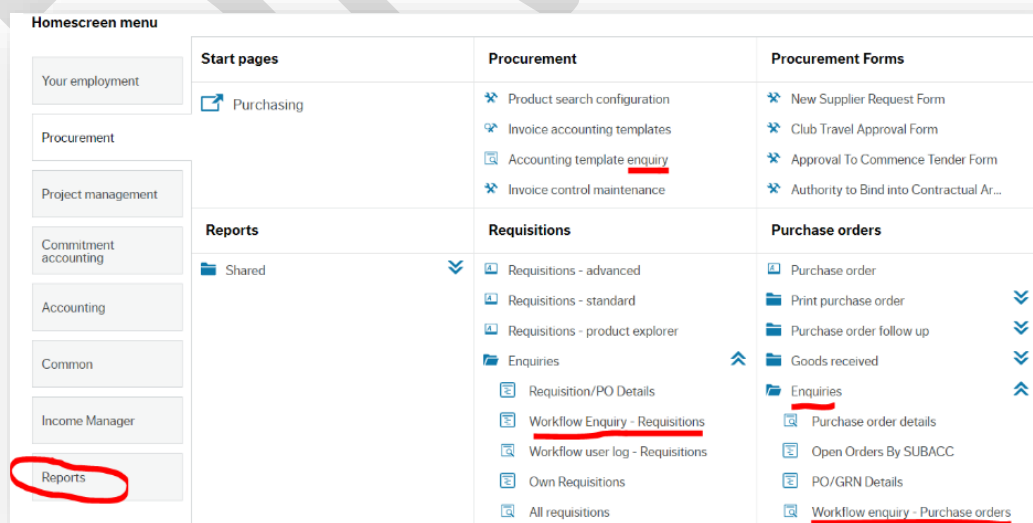 Homescreen menu
Your employment
Procurement
Project management
Commitment
accounting
Accounting
Common
Income Manager
Reports
Start pages
Purchasing
Procurement
Product search configuration
Invoice accounting templates
Accounting template enquiry
Invoice control maintenance
Procurement Forms
New Supplier Request Form
Club Travel Approval Form
Approval To Commence Tender Form
Authority to Bind into Contractual Ar...
Reports
Shared
Requisitions
Requisitions - advanced
Requisitions - standard
Requisitions - product explorer
Enquiries
Requisition/PO Details
Workflow Enquiry - Requisitions
Workflow user log - Requisitions
Own Requisitions
All requisitions
Purchase orders
Purchase order
Print purchase order
Purchase order follow up
Goods received
Enquiries
Purchase order details
Open Orders By SUBACC
PO/GRN Details
Workflow enquiry - Purchase orders